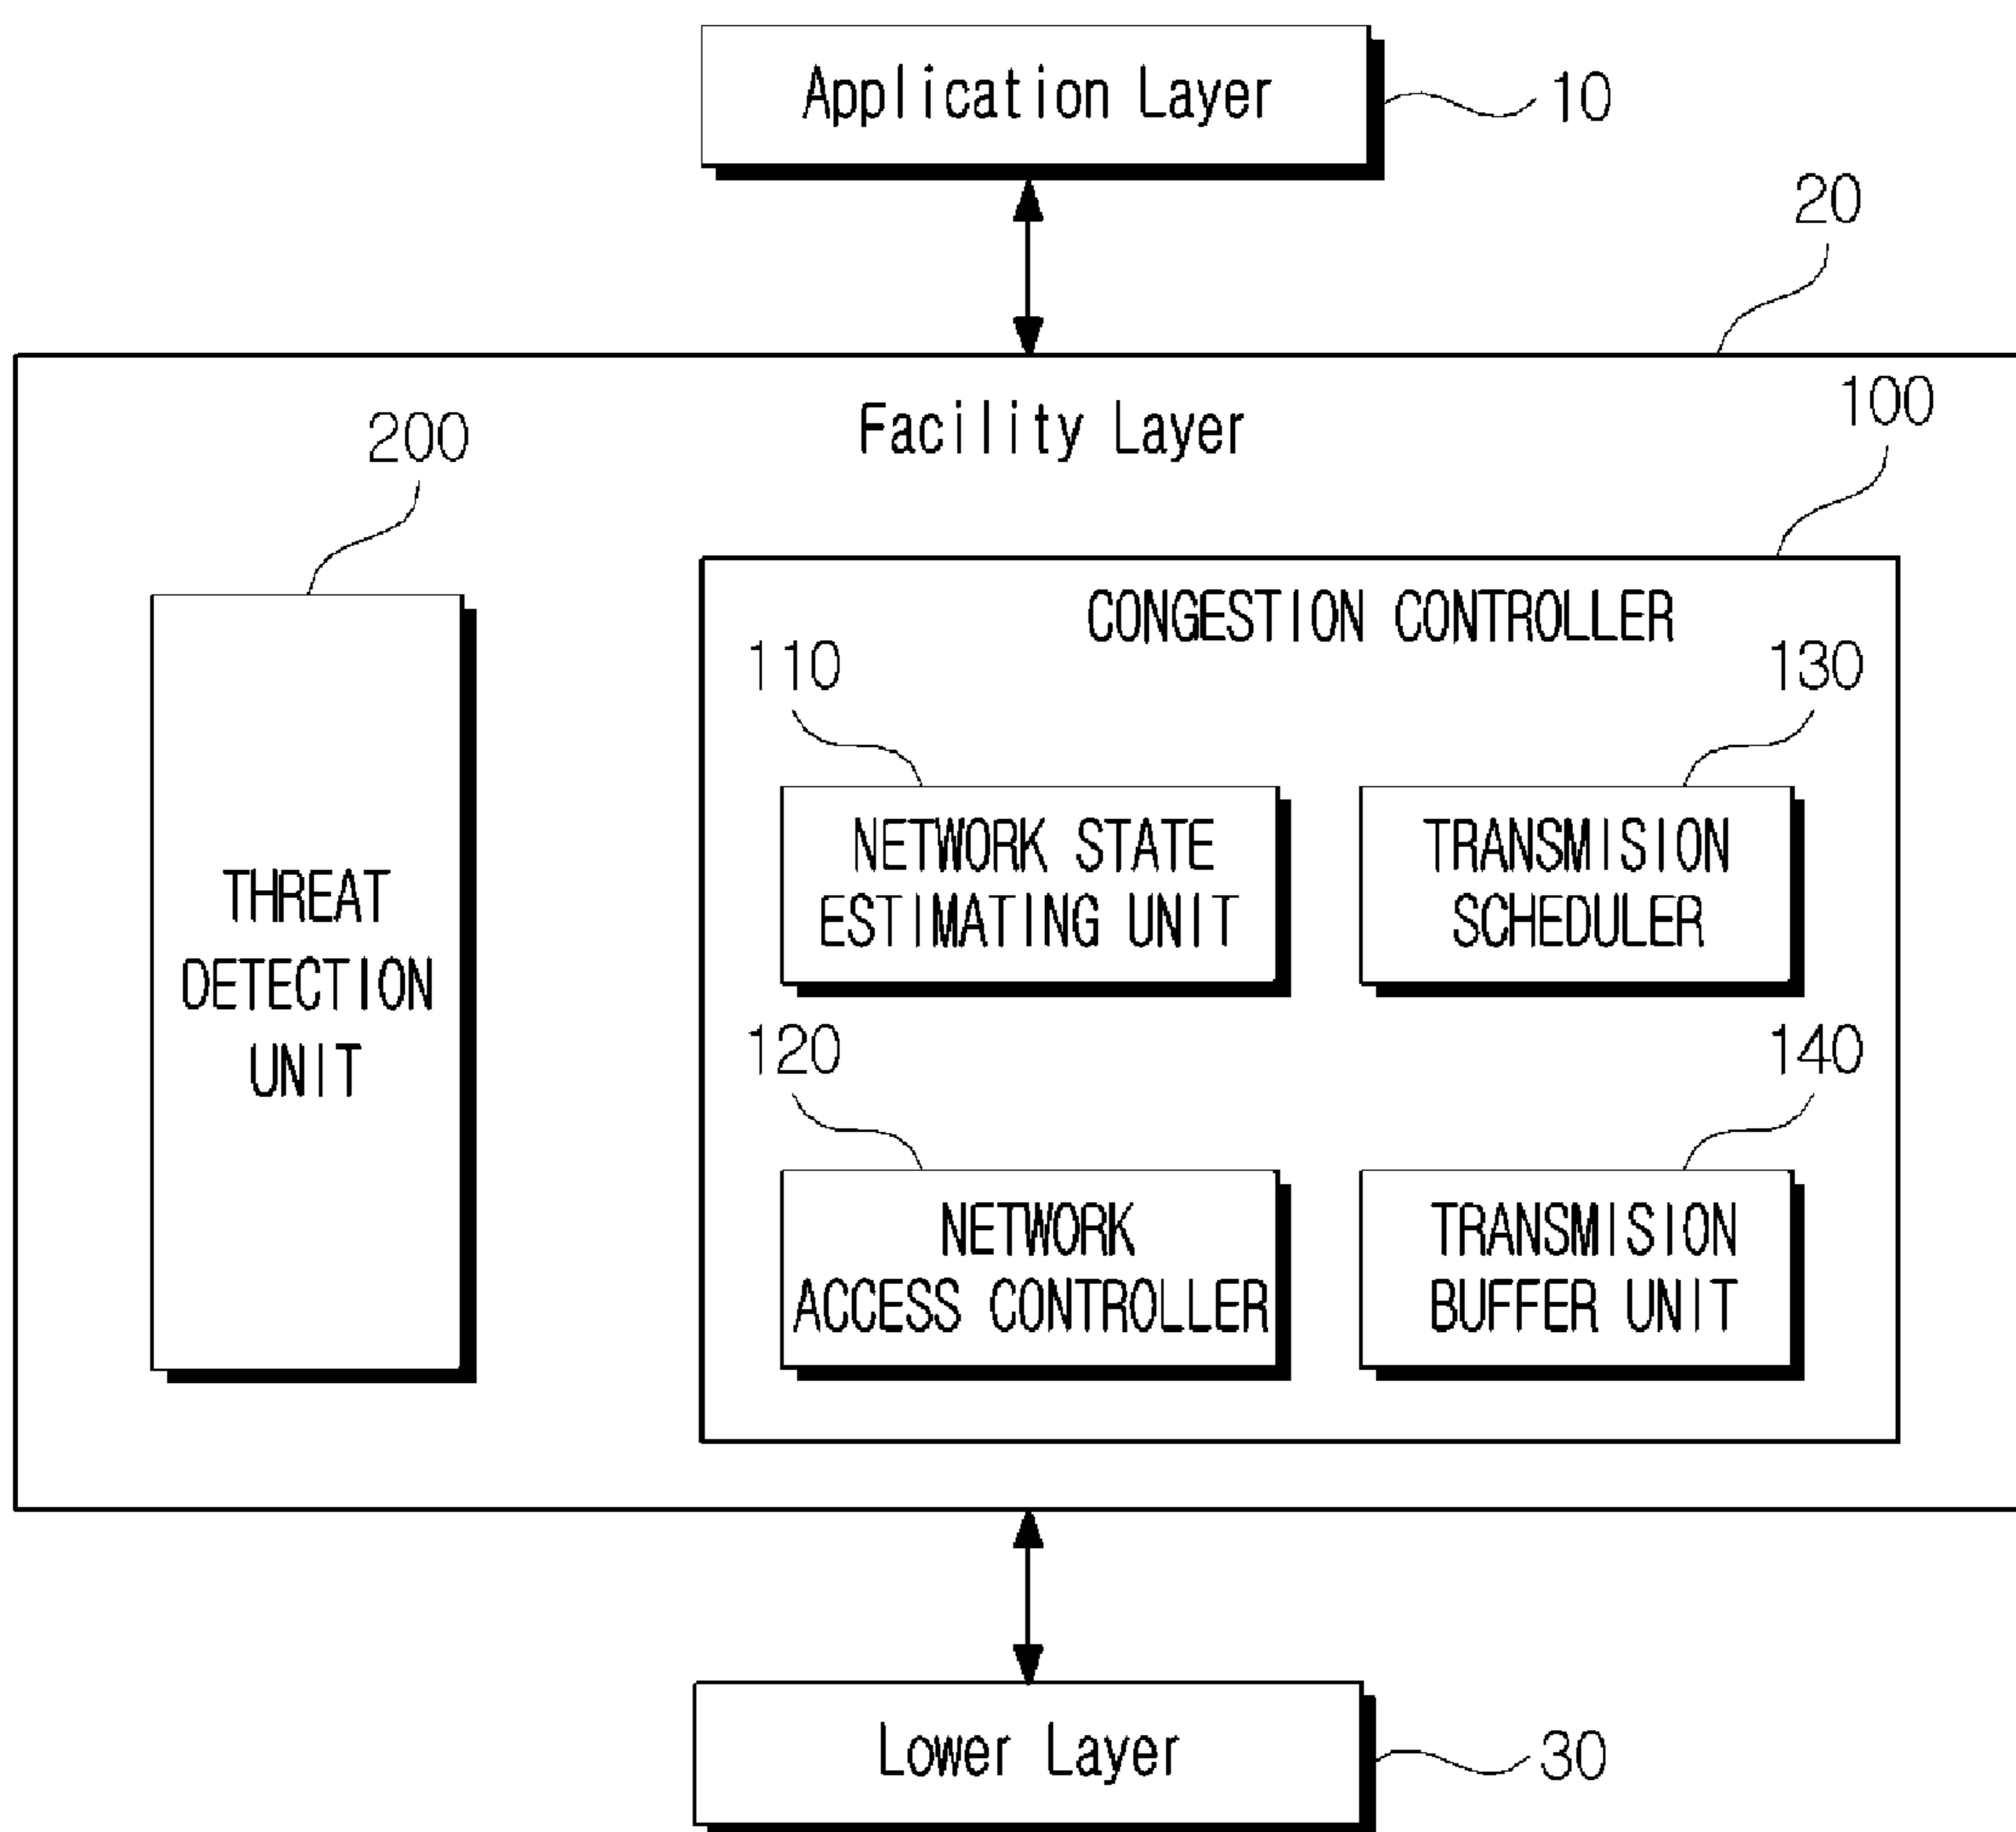 Application Layer
10
20
Facility Layer
100
200
CONGESTION CONTROLLER
110
130
NETWORK STATE
ESTIMATING UNIT
TRANSMISION
SCHEDULER
THREAT
DETECTION
UNIT
120
140
NETWORK
ACCESS CONTROLLER
TRANSMISION
BUFFER UNIT
Lower Layer
30